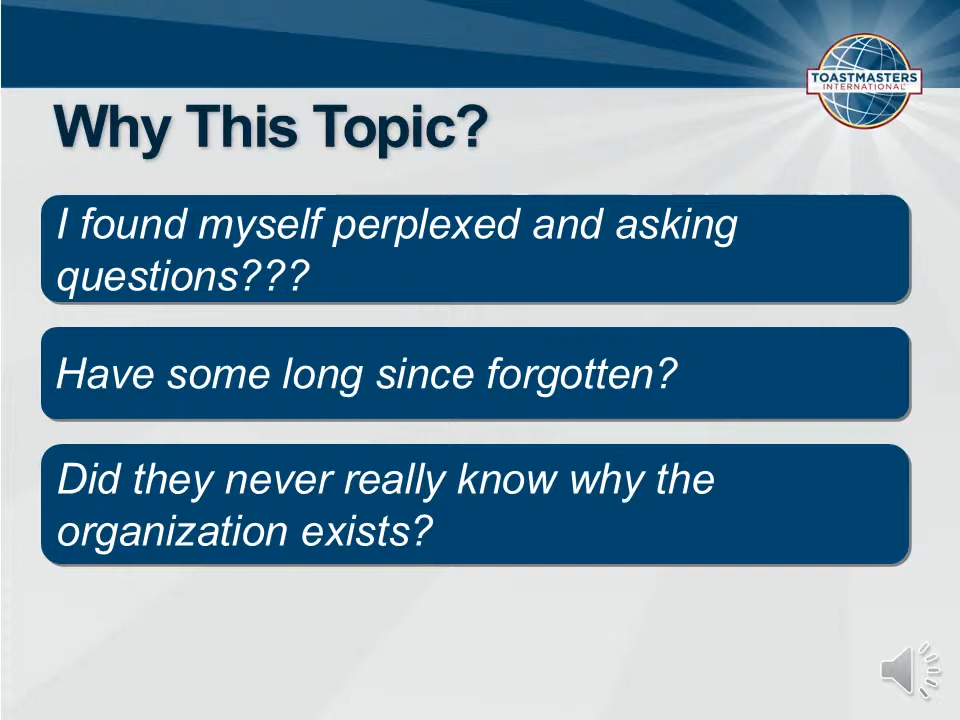 TOASTMASTERS
INTERNATIONAL
Why This Topic?
I found myself perplexed and asking
questions???
Have some long since forgotten?
Did they never really know why the
organization exists?